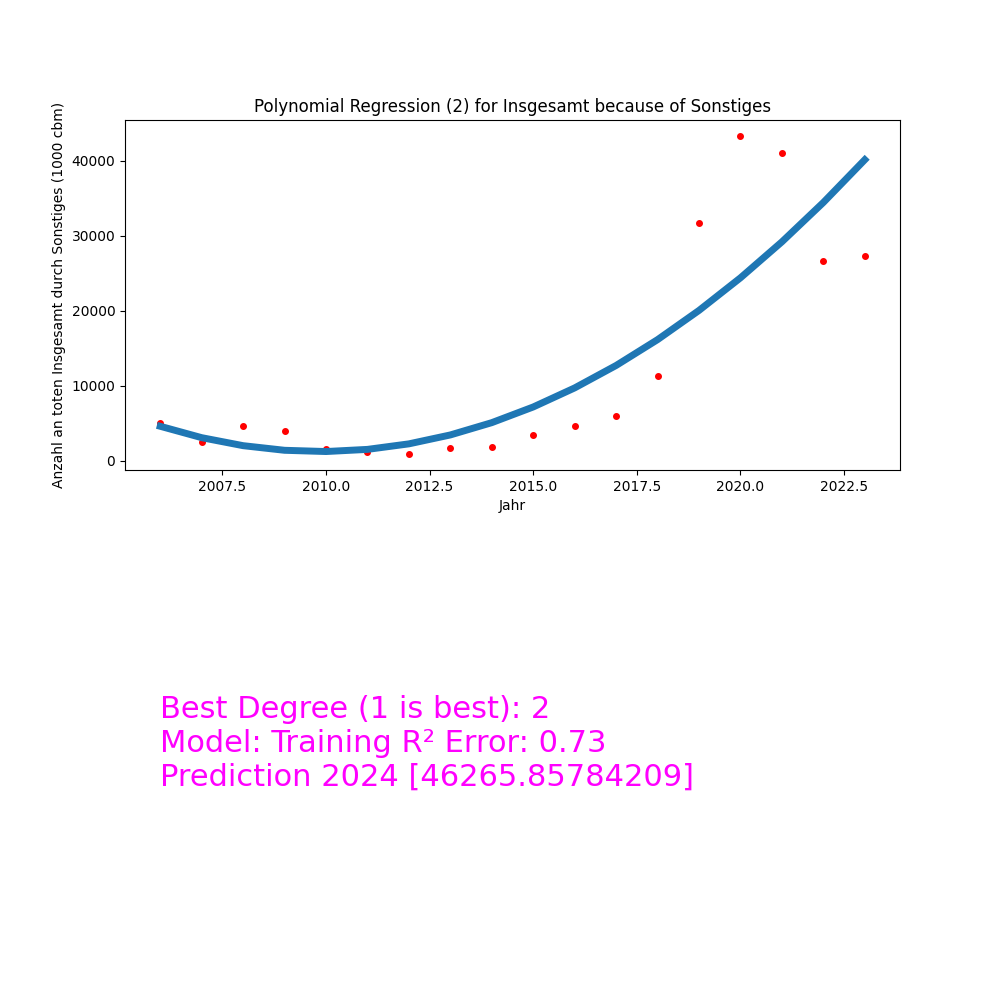 Polynomial Regression (2) for Insgesamt because of Sonstiges
Anzahl an toten Insgesamt durch Sonstiges (1000 cbm)
40000
30000
20000
10000
0
2007.5 2010.0 2012.5 2015.0 2017.5 2020.0 2022.5
Jahr
Best Degree (1 is best): 2
Model: Training R² Error: 0.73
Prediction 2024 [46265.85784209]